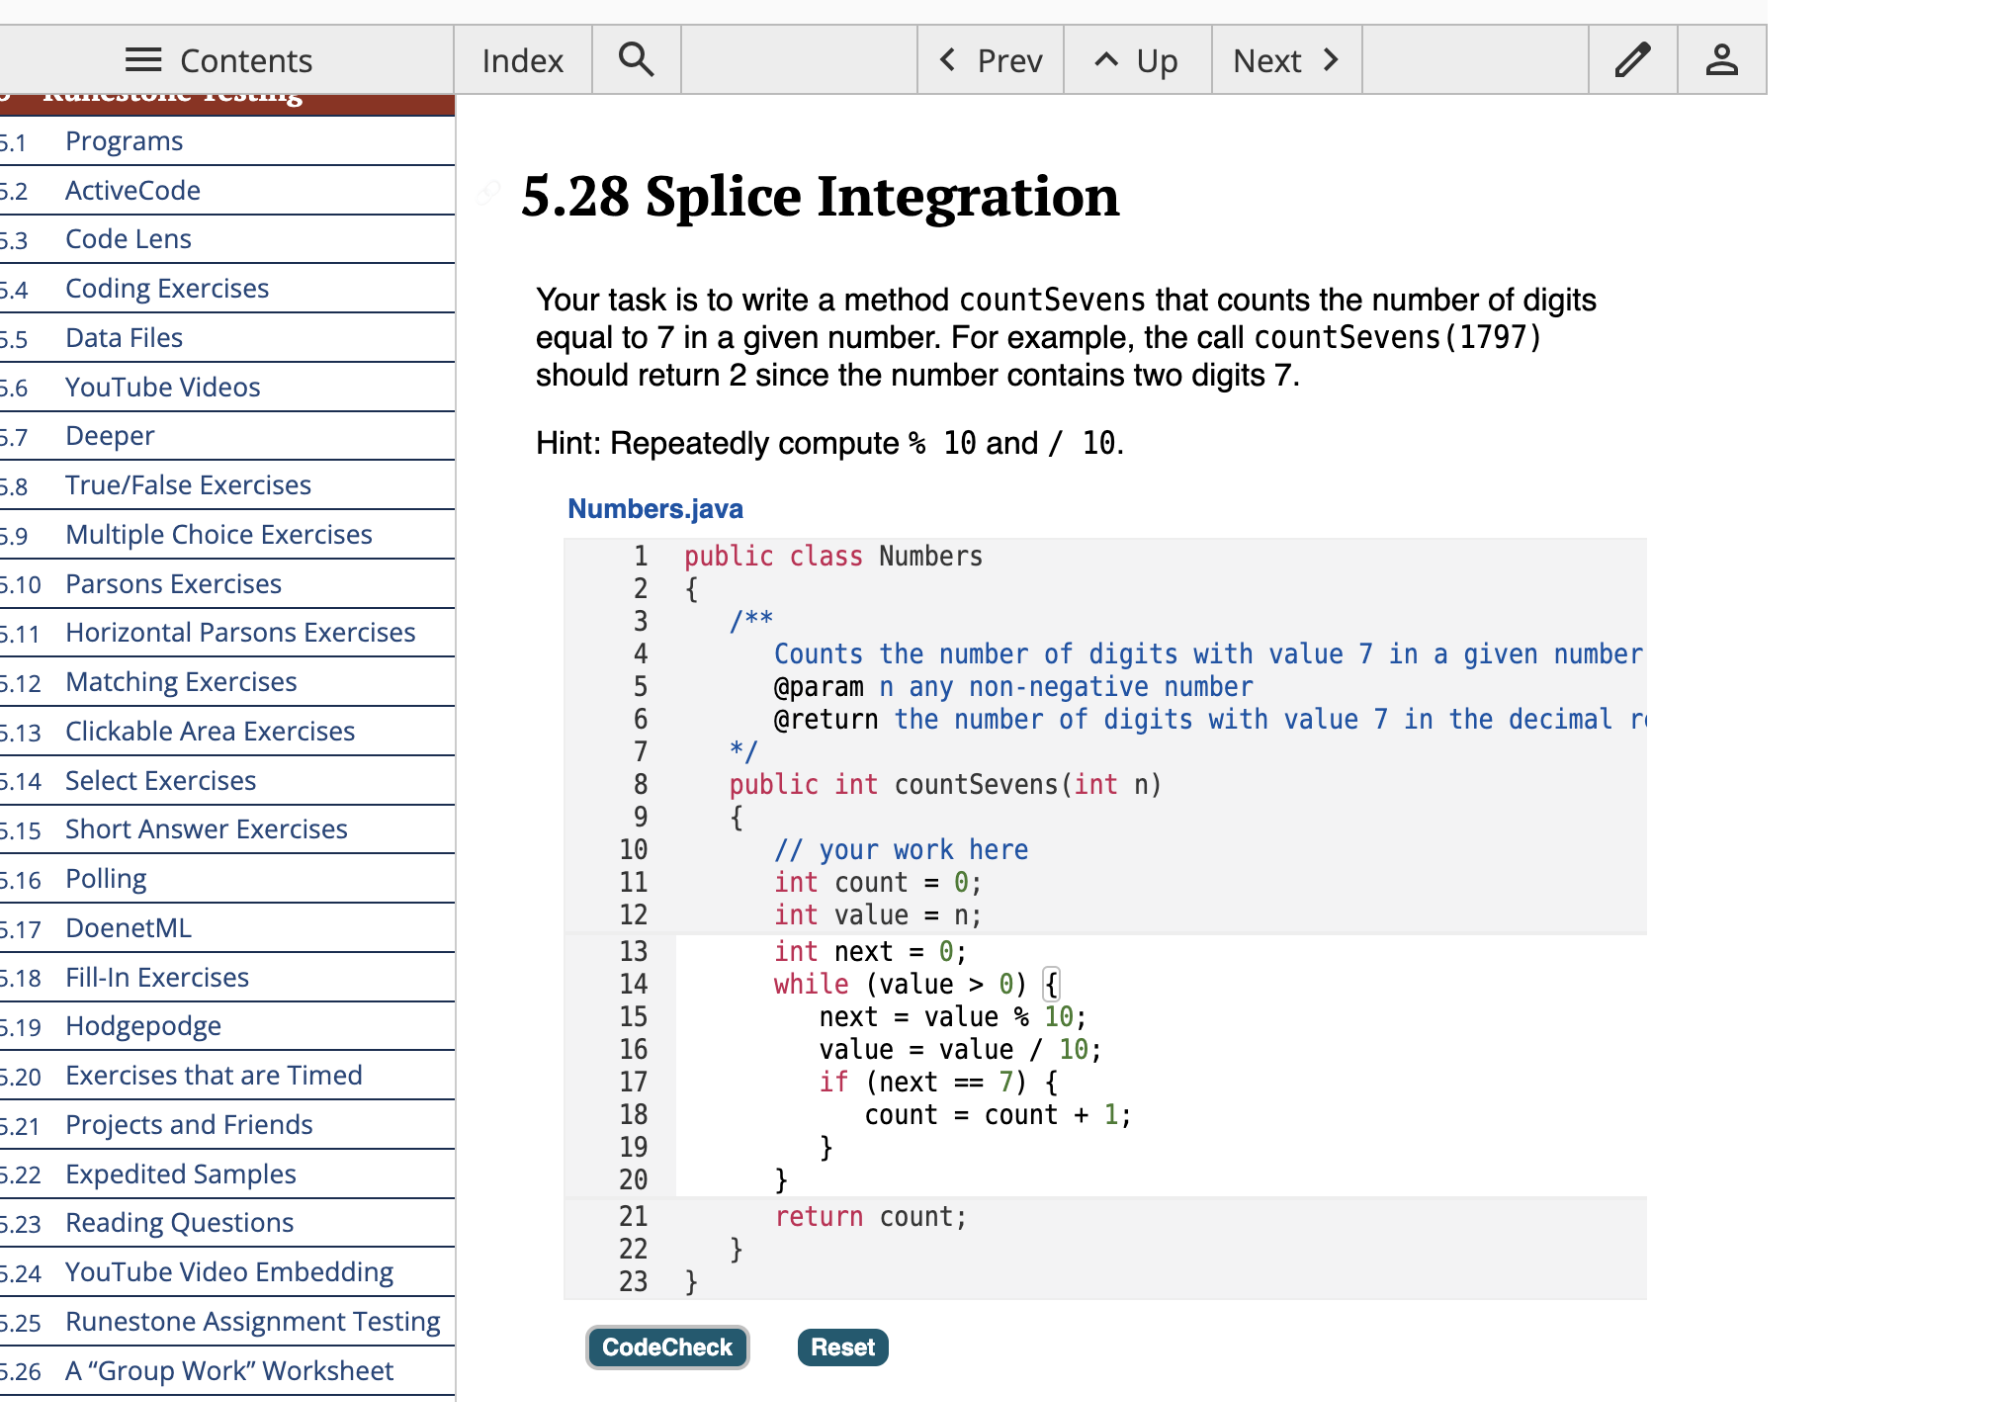 Contents
Index
Prev
Up
Next
Runestone Testing
5.1 Programs
5.2 ActiveCode
5.3 Code Lens
5.4 Coding Exercises
5.5 Data Files
5.6 YouTube Videos
5.7 Deeper
5.8 True/False Exercises
5.9 Multiple Choice Exercises
5.10 Parsons Exercises
5.11 Horizontal Parsons Exercises
5.12 Matching Exercises
5.13 Clickable Area Exercises
5.14 Select Exercises
5.15 Short Answer Exercises
5.16 Polling
5.17 DoenetML
5.18 Fill-In Exercises
5.19 Hodgepodge
5.20 Exercises that are Timed
5.21 Projects and Friends
5.22 Expedited Samples
5.23 Reading Questions
5.24 YouTube Video Embedding
5.25 Runestone Assignment Testing
5.26 A “Group Work” Worksheet
5.28 Splice Integration
Your task is to write a method countSevens that counts the number of digits
equal to 7 in a given number. For example, the call countSevens(1797)
should return 2 since the number contains two digits 7.
Hint: Repeatedly compute % 10 and / 10.
Numbers.java
1 public class Numbers
2 {
3 /**
4 Counts the number of digits with value 7 in a given number
5 @param n any non-negative number
6 @return the number of digits with value 7 in the decimal
7 */
8 public int countSevens(int n)
9 {
10 // your work here
11 int count = 0;
12 int value = n;
13 int next = 0;
14 while (value > 0) {
15 next = value % 10;
16 value = value / 10;
17 if (next == 7) {
18 count = count + 1;
19 }
20 }
21 return count;
22 }
23 }
CodeCheck
Reset